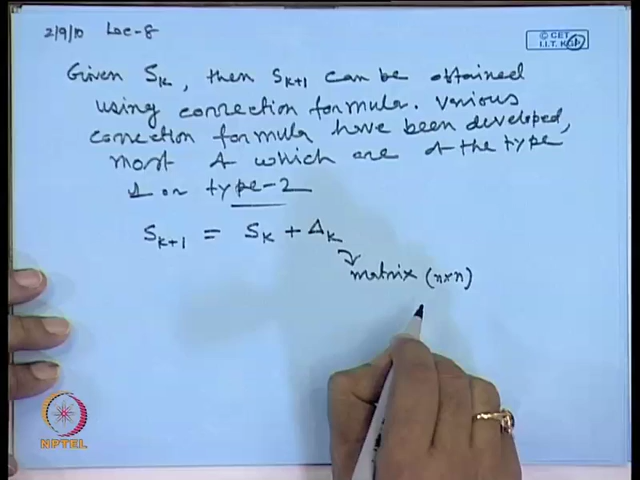 2/9/10 Lec-8
© CET
I.I.T. KGP
Given Sk, then Sk+1 can be obtained
using correction formula. Various
correction formula have been developed,
most of which are of the type
1 or type-2
Sk+1 = Sk + Δk
matrix (n×n)
NPTEL